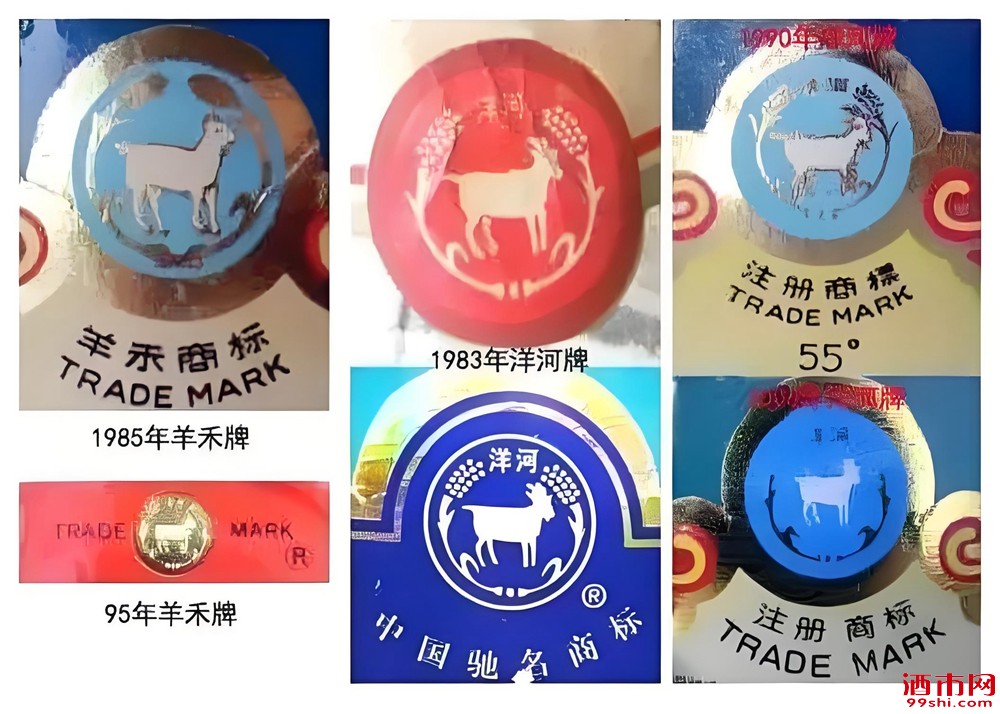 羊禾商标
TRADE MARK
1985年羊禾牌
TRADE MARK
R
95年羊禾牌
1983年洋河牌
洋河
R
中国驰名商标
注册商标
TRADE MARK
55°
注册商标
TRADE MARK
酒市网
99shi.com